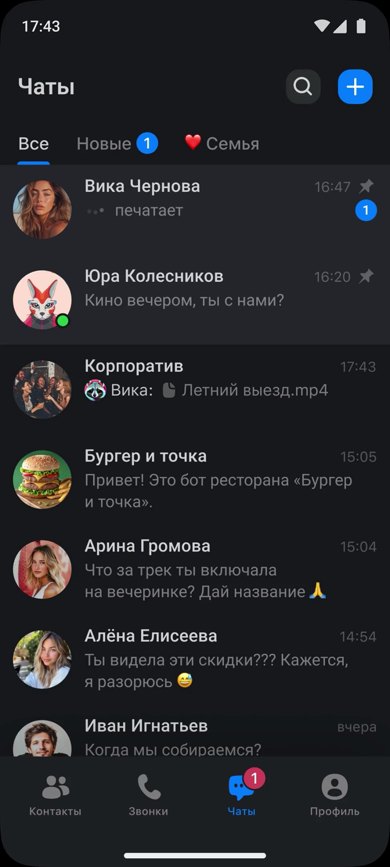 17:43
Чаты
Все Новые 1 ❤️ Семья
Вика Чернова 16:47
печатает 1
Юра Колесников 16:20
Кино вечером, ты с нами?
Корпоратив 17:43
Вика: Летний выезд.mp4
Бургер и точка 15:05
Привет! Это бот ресторана «Бургер
и точка».
Арина Громова 15:04
Что за трек ты включала
на вечеринке? Дай название 🙏
Алёна Елисеева 14:54
Ты видела эти скидки??? Кажется,
я разорюсь 😅
Иван Игнатьев вчера
Когда мы собираемся?
1
Контакты Звонки Чаты Профиль